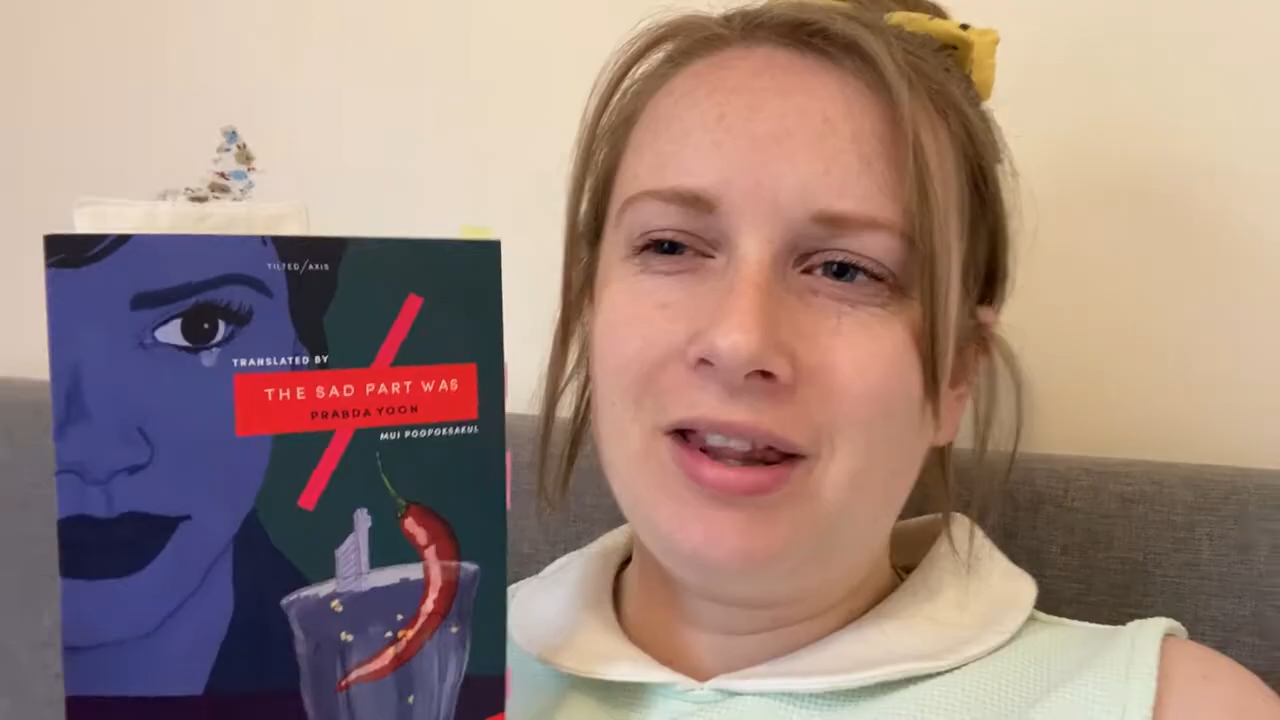 TILTED/AXIS
TRANSLATED BY
THE SAD PART WAS
PRABDA YOON
MUI POOPOKSAKUL